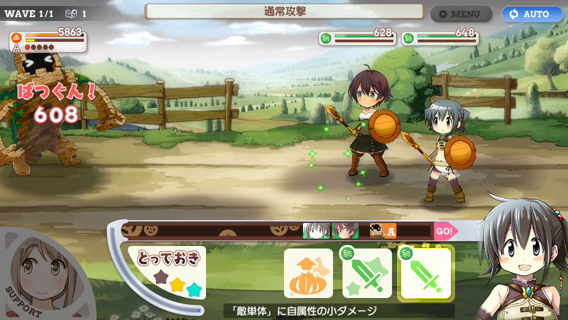 WAVE 1/1 1
通常攻撃
MENU
AUTO
5863
A
628
648
ばつぐん!
608
A
GO!
とっておき
SUPPORT
「敵単体」に自属性の小ダメージ